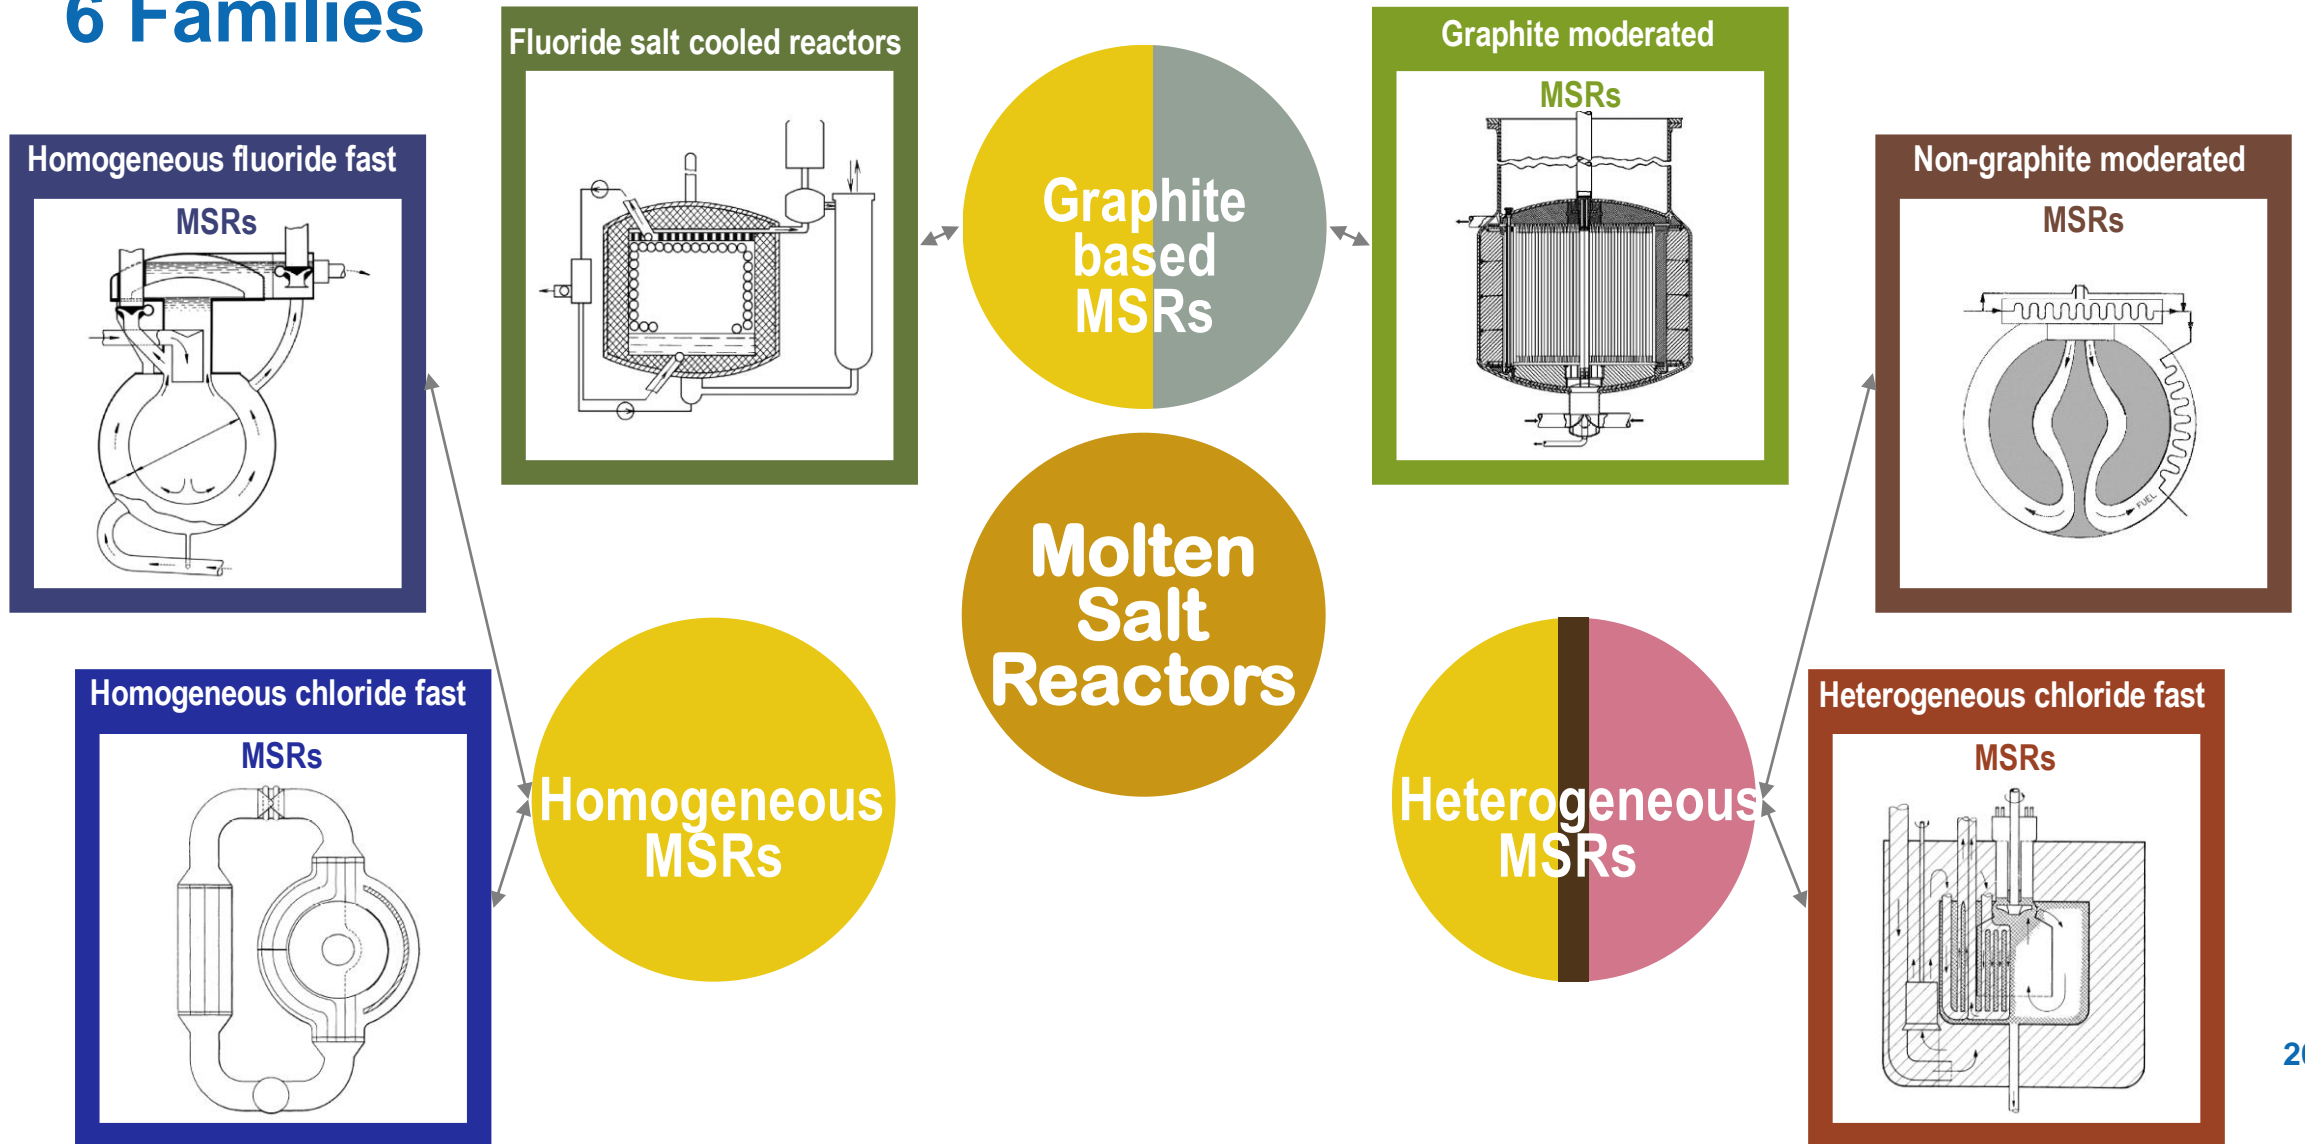 6 Families
Fluoride salt cooled reactors
Graphite moderated
MSRs
Homogeneous fluoride fast
MSRs
Non-graphite moderated
MSRs
FUEL
Graphite
based
MSRs
Molten
Salt
Reactors
Homogeneous chloride fast
MSRs
Homogeneous
MSRs
Heterogeneous
MSRs
Heterogeneous chloride fast
MSRs